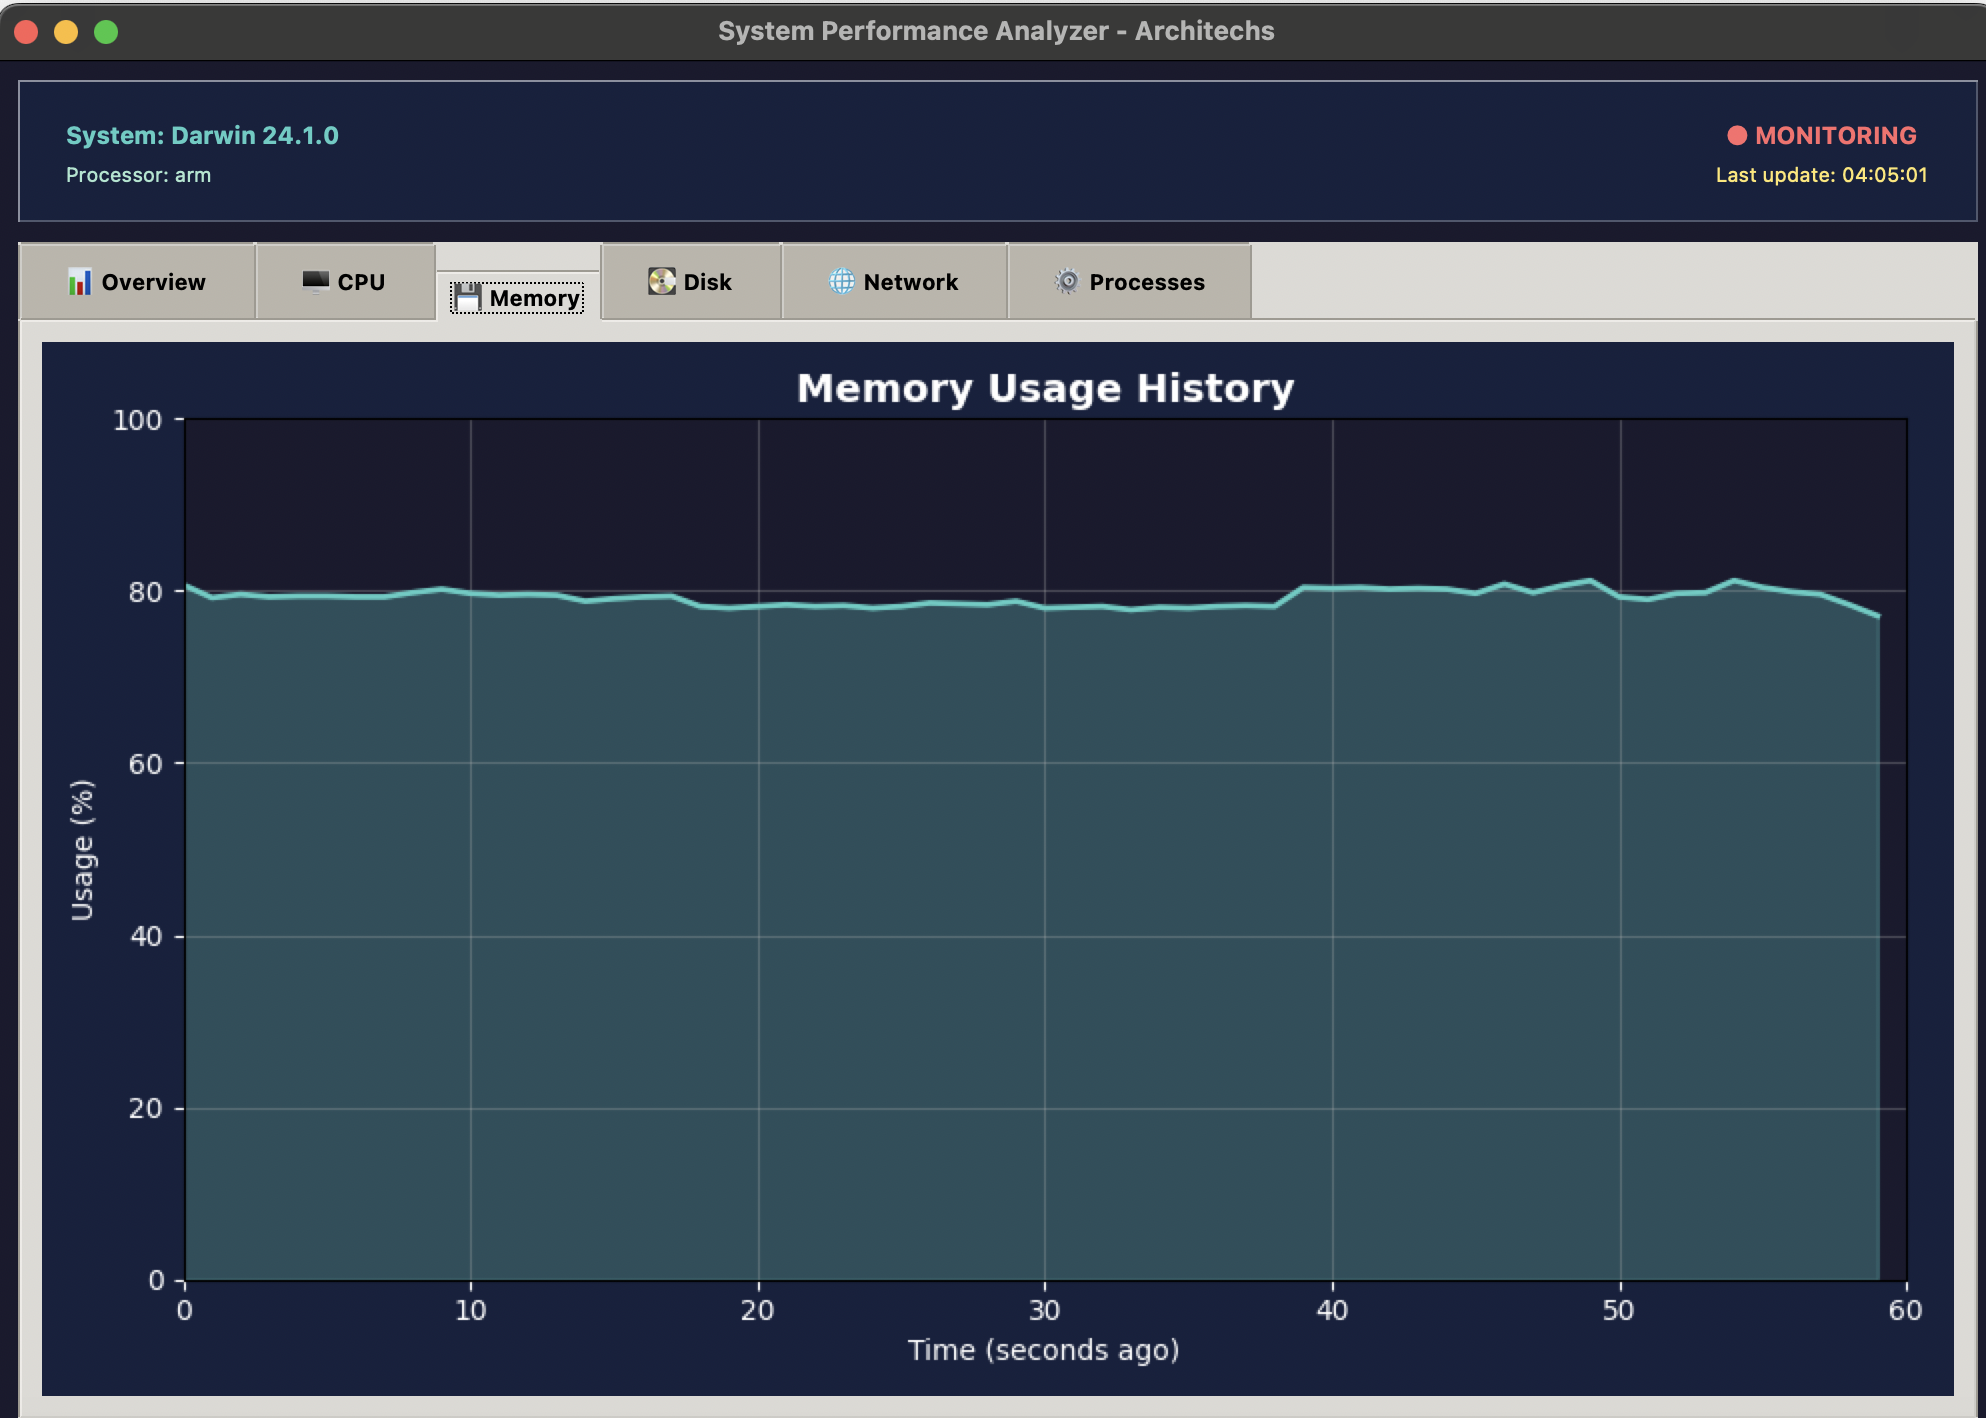 System Performance Analyzer - Architechs
System: Darwin 24.1.0
MONITORING
Processor: arm
Last update: 04:05:01
Overview
CPU
Memory
Disk
Network
Processes
Memory Usage History
100
80
60
40
20
0
Usage (%)
0 10 20 30 40 50 60
Time (seconds ago)